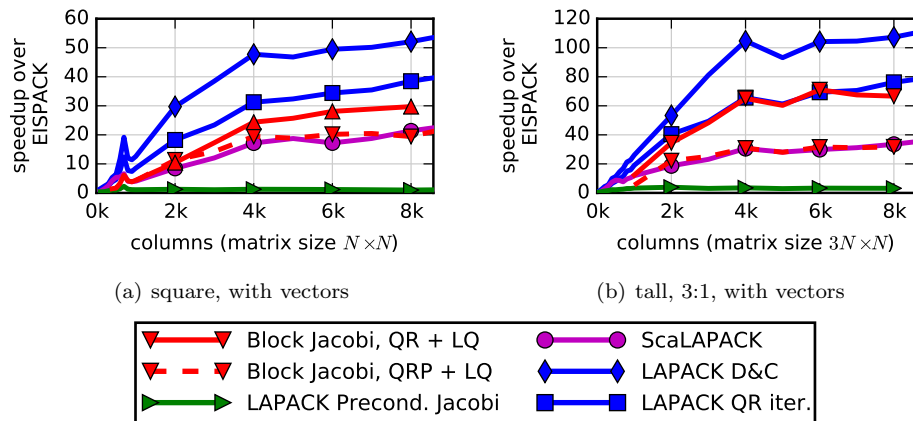 speedup over
EISPACK
60
50
40
30
20
10
0
0k 2k 4k 6k 8k
columns (matrix size N×N)
(a) square, with vectors
speedup over
EISPACK
120
100
80
60
40
20
0
0k 2k 4k 6k 8k
columns (matrix size 3N×N)
(b) tall, 3:1, with vectors
Block Jacobi, QR + LQ
Block Jacobi, QRP + LQ
LAPACK Precond. Jacobi
ScaLAPACK
LAPACK D&C
LAPACK QR iter.